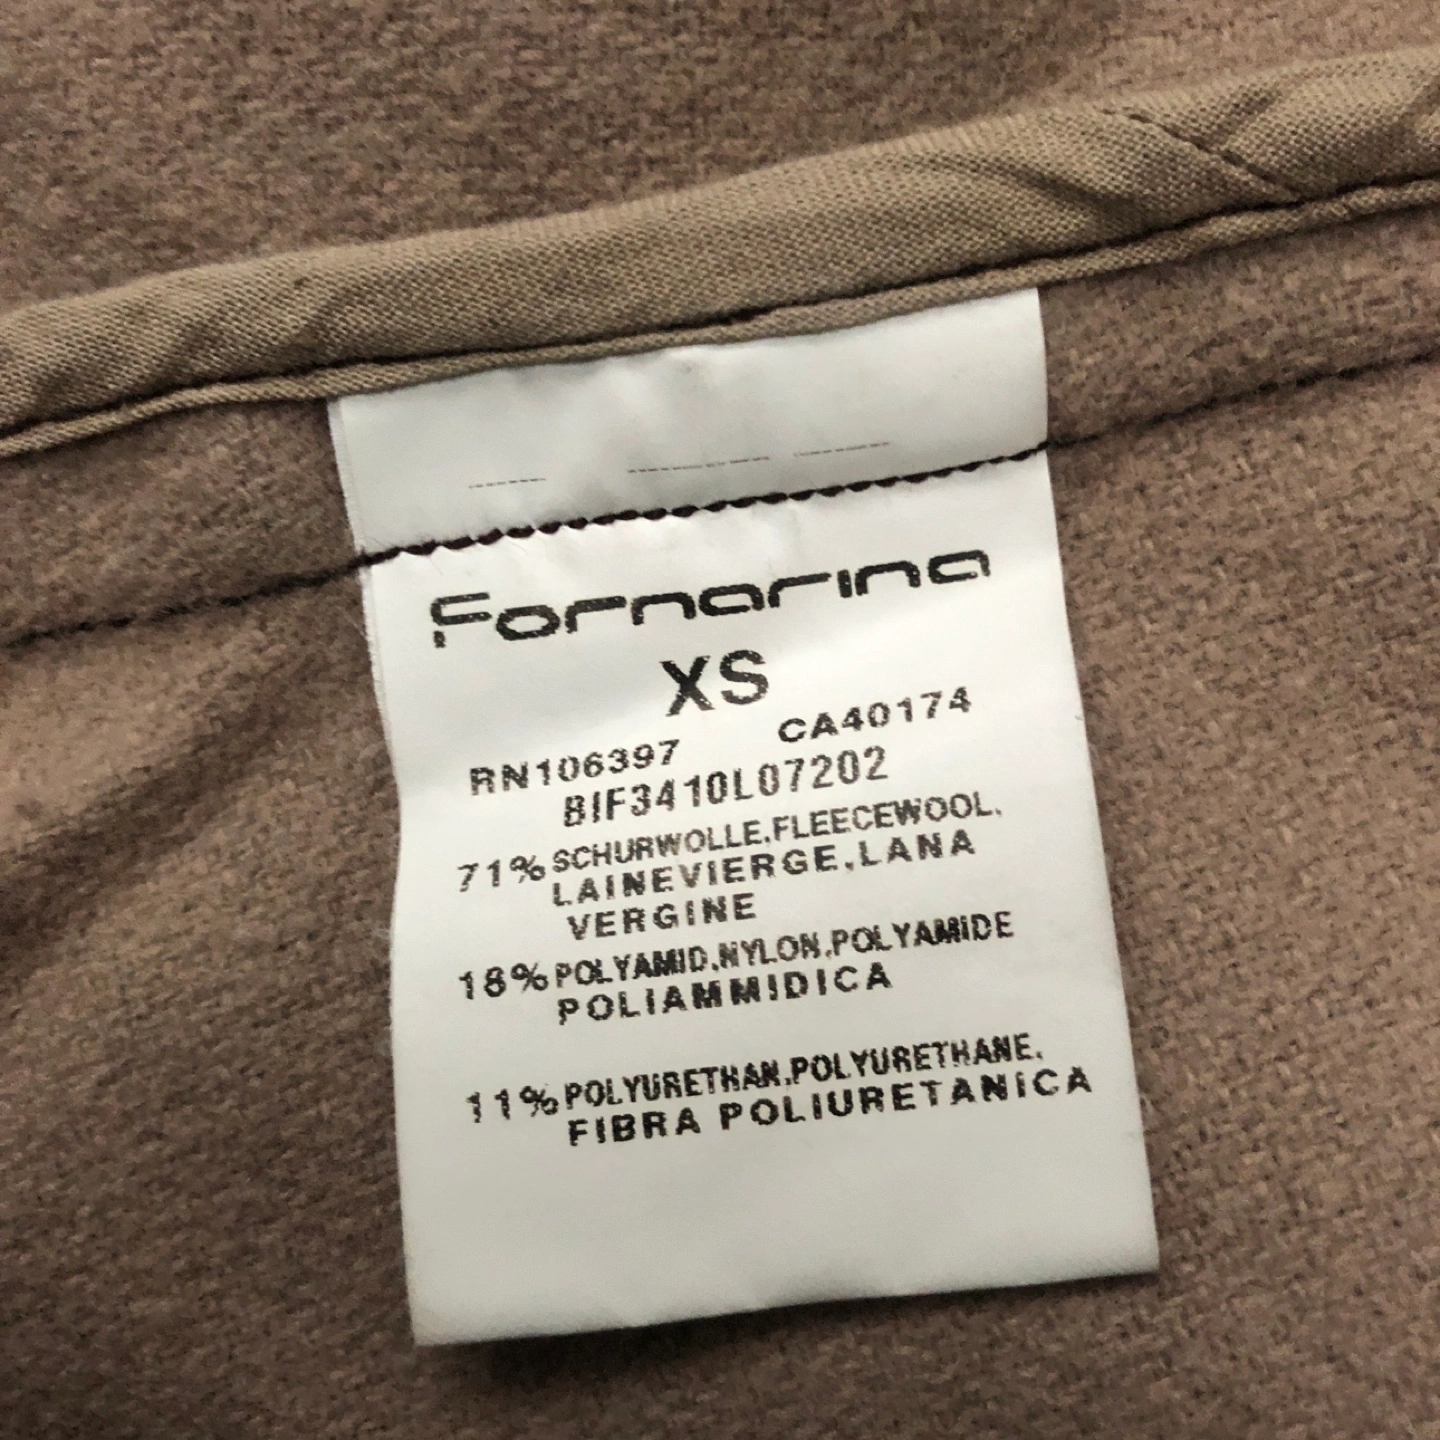 Fornarina
XS
RN106397 CA40174
BIF3410L07202
71% SCHURWOLLE,FLEECEWOOL,
LAINEVIERGE,LANA
VERGINE
18% POLYAMID,NYLON,POLYAMIDE
POLIAMMIDICA
11% POLYURETHAN,POLYURETHANE,
FIBRA POLIURETANICA